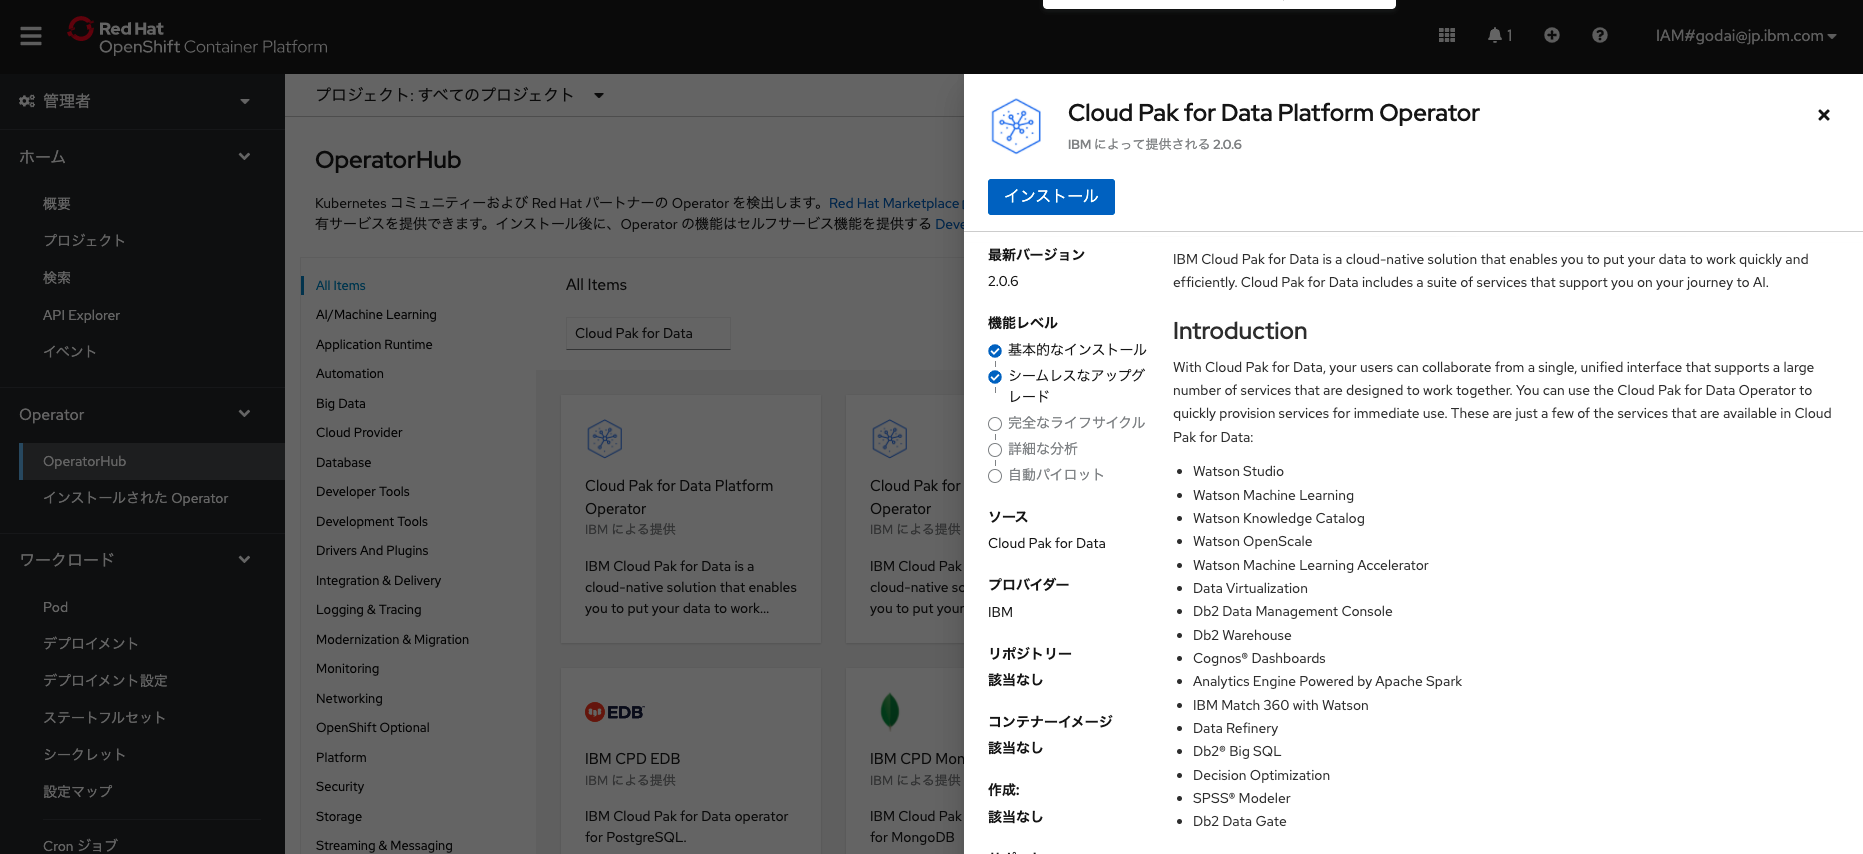 Red Hat
OpenShift Container Platform
1
IAM#godai@jp.ibm.com
管理者
ホーム
概要
プロジェクト
検索
API Explorer
イベント
Operator
OperatorHub
インストールされた Operator
ワークロード
Pod
デプロイメント
デプロイメント設定
ステートフルセット
シークレット
設定マップ
Cron ジョブ
プロジェクト: すべてのプロジェクト
OperatorHub
Kubernetes コミュニティーおよび Red Hat パートナーの Operator を検出します。Red Hat Marketplace
有サービスを提供できます。インストール後に、Operator の機能はセルフサービス機能を提供する Deve
All Items
AI/Machine Learning
Application Runtime
Automation
Big Data
Cloud Provider
Database
Developer Tools
Development Tools
Drivers And Plugins
Integration & Delivery
Logging & Tracing
Modernization & Migration
Monitoring
Networking
OpenShift Optional
Platform
Security
Storage
Streaming & Messaging
All Items
Cloud Pak for Data
Cloud Pak for Data Platform
Operator
IBM による提供
IBM Cloud Pak for Data is a
cloud-native solution that enables
you to put your data to work...
Cloud Pak for
Operator
IBM による提供
IBM Cloud Pak
cloud-native so
you to put your
EDB
IBM CPD EDB
IBM による提供
IBM Cloud Pak for Data operator
for PostgreSQL.
IBM CPD Mon
IBM による提供
IBM Cloud Pak
for MongoDB
Cloud Pak for Data Platform Operator
IBM によって提供される 2.0.6
インストール
最新バージョン
2.0.6
機能レベル
基本的なインストール
シームレスなアップグ
レード
完全なライフサイクル
詳細な分析
自動パイロット
ソース
Cloud Pak for Data
プロバイダー
IBM
リポジトリー
該当なし
コンテナーイメージ
該当なし
作成:
該当なし
IBM Cloud Pak for Data is a cloud-native solution that enables you to put your data to work quickly and
efficiently. Cloud Pak for Data includes a suite of services that support you on your journey to AI.
Introduction
With Cloud Pak for Data, your users can collaborate from a single, unified interface that supports a large
number of services that are designed to work together. You can use the Cloud Pak for Data Operator to
quickly provision services for immediate use. These are just a few of the services that are available in Cloud
Pak for Data:
Watson Studio
Watson Machine Learning
Watson Knowledge Catalog
Watson OpenScale
Watson Machine Learning Accelerator
Data Virtualization
Db2 Data Management Console
Db2 Warehouse
Cognos® Dashboards
Analytics Engine Powered by Apache Spark
IBM Match 360 with Watson
Data Refinery
Db2® Big SQL
Decision Optimization
SPSS® Modeler
Db2 Data Gate